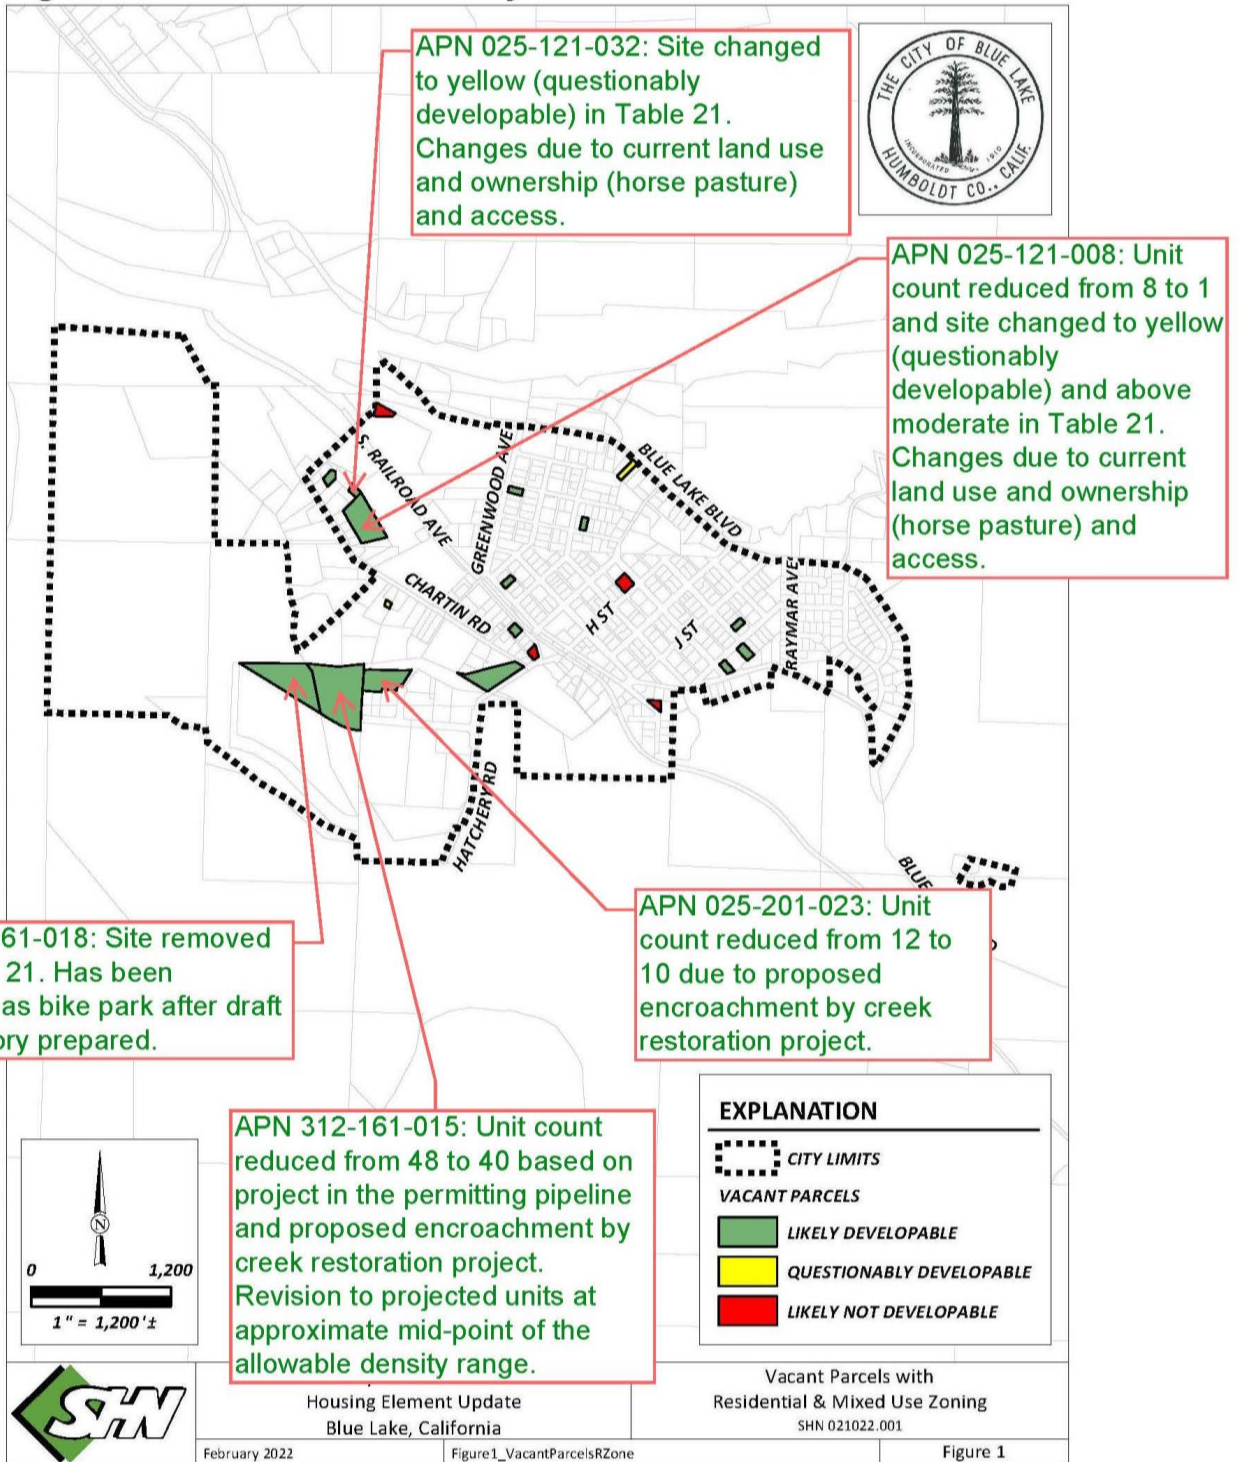 APN 025-121-032: Site changed
to yellow (questionably
developable) in Table 21.
Changes due to current land use
and ownership (horse pasture)
and access.
THE CITY OF BLUE LAKE
INCORPORATED 1910
HUMBOLDT CO., CALIF.
APN 025-121-008: Unit
count reduced from 8 to 1
and site changed to yellow
(questionably
developable) and above
moderate in Table 21.
Changes due to current
land use and ownership
(horse pasture) and
access.
S. RAILROAD AVE
GREENWOOD AVE
BLUE LAKE BLVD
CHARTIN RD
H ST
J ST
RAYMAR AVE
HATCHERY RD
BLUE
61-018: Site removed
21. Has been
as bike park after draft
ory prepared.
APN 025-201-023: Unit
count reduced from 12 to
10 due to proposed
encroachment by creek
restoration project.
APN 312-161-015: Unit count
reduced from 48 to 40 based on
project in the permitting pipeline
and proposed encroachment by
creek restoration project.
Revision to projected units at
approximate mid-point of the
allowable density range.
EXPLANATION
CITY LIMITS
VACANT PARCELS
LIKELY DEVELOPABLE
QUESTIONABLY DEVELOPABLE
LIKELY NOT DEVELOPABLE
N
0 1,200
1" = 1,200'±
SHN
Housing Element Update
Blue Lake, California
Vacant Parcels with
Residential & Mixed Use Zoning
SHN 021022.001
February 2022
Figure1_VacantParcelsRZone
Figure 1